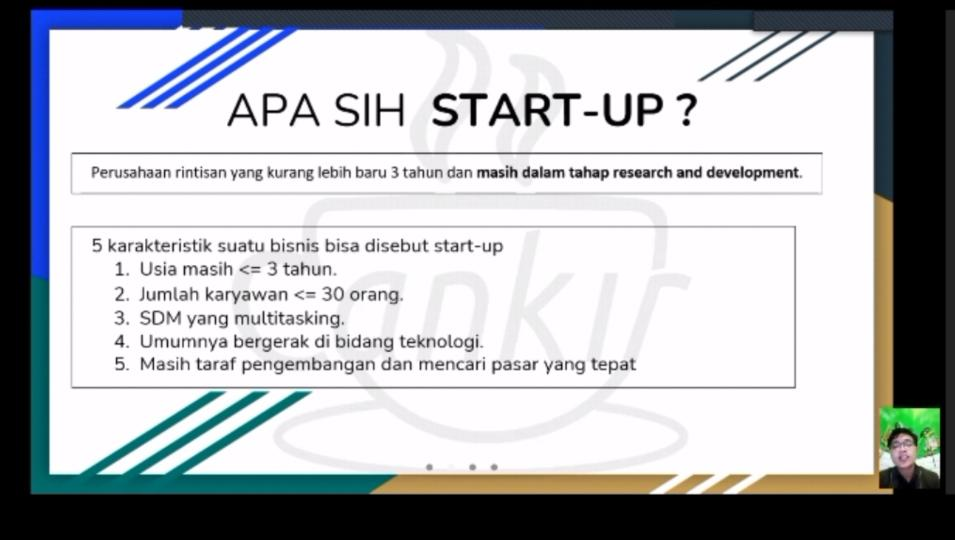 APA SIH START-UP ?
Perusahaan rintisan yang kurang lebih baru 3 tahun dan masih dalam tahap research and development.
5 karakteristik suatu bisnis bisa disebut start-up
1. Usia masih <= 3 tahun.
2. Jumlah karyawan <= 30 orang.
3. SDM yang multitasking.
4. Umumnya bergerak di bidang teknologi.
5. Masih taraf pengembangan dan mencari pasar yang tepat